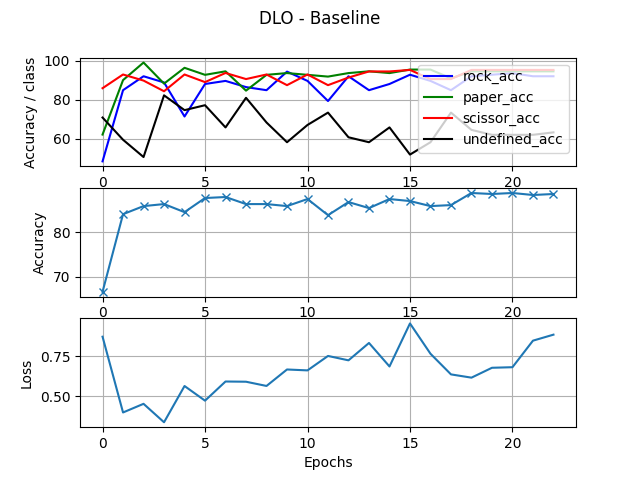 DLO - Baseline
Accuracy / class
100
80
60
rock_acc
paper_acc
scissor_acc
undefined_acc
0 5 10 15 20
Accuracy
80
70
0 5 10 15 20
Loss
0.75
0.50
0 5 10 15 20
Epochs